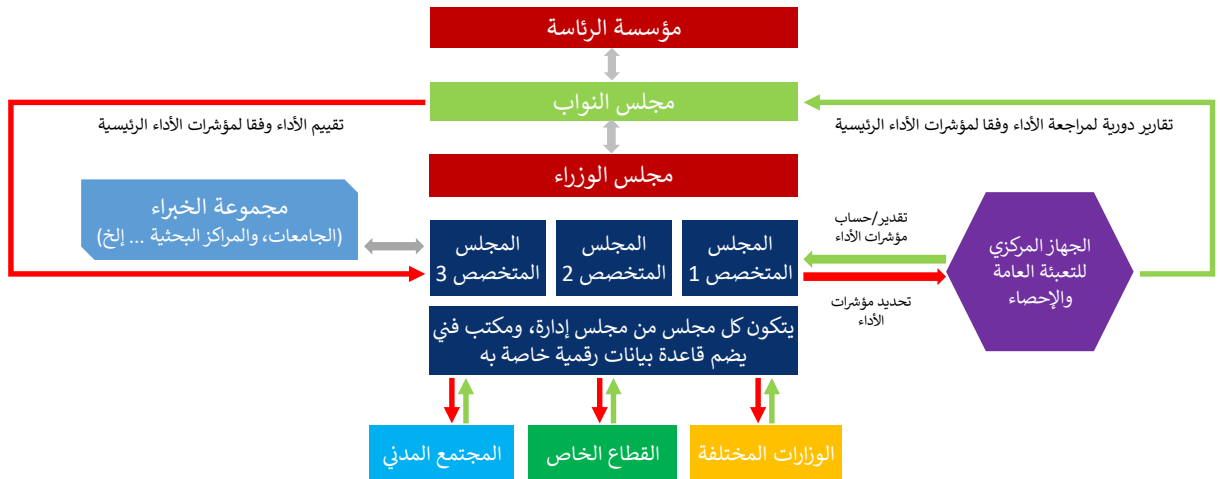 مؤسسة الرئاسة
مجلس النواب
تقارير دورية لمراجعة الأداء وفقا لمؤشرات الأداء الرئيسية
تقييم الأداء وفقا لمؤشرات الأداء الرئيسية
مجلس الوزراء
الجهاز المركزي
للتعبئة العامة
والإحصاء
تقدير/حساب
مؤشرات الأداء
تحديد مؤشرات
الأداء
المجلس
المتخصص 1
المجلس
المتخصص 2
المجلس
المتخصص 3
مجموعة الخبراء
(الجامعات، والمراكز البحثية ... إلخ)
يتكون كل مجلس من مجلس إدارة، ومكتب فني
يضم قاعدة بيانات رقمية خاصة به
الوزارات المختلفة
القطاع الخاص
المجتمع المدني